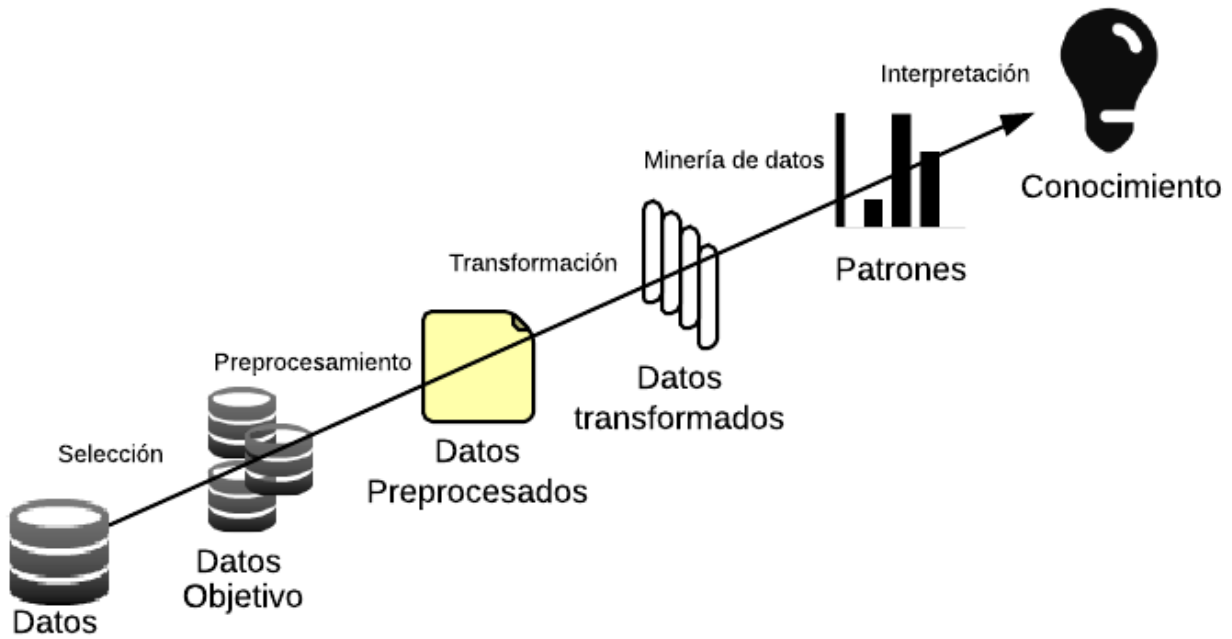 Datos
Selección
Datos
Objetivo
Preprocesamiento
Datos
Preprocesados
Transformación
Datos
transformados
Minería de datos
Patrones
Interpretación
Conocimiento